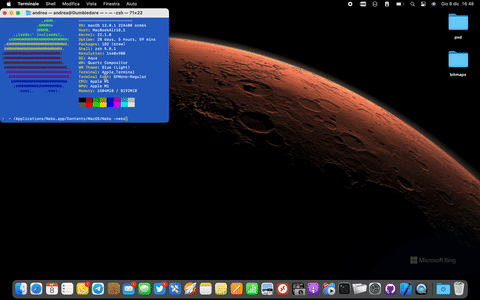 Terminale Shell Modifica Vista Finestra Aiuto
Gio 8 dic 16:48
andrea — andrea@Dumbledore — ~ — -zsh — 71×22
OS: macOS 13.0.1 22A400 arm64
Host: MacBookAir10,1
Kernel: 22.1.0
Uptime: 20 days, 5 hours, 59 mins
Packages: 102 (brew)
Shell: zsh 5.8.1
Resolution: 1440x900
DE: Aqua
WM: Quartz Compositor
WM Theme: Blue (Light)
Terminal: Apple_Terminal
Terminal Font: SFMono-Regular
CPU: Apple M1
GPU: Apple M1
Memory: 1604MiB / 8192MiB
~ /Applications/Neko.app/Contents/MacOS/Neko -neko
psd
bitmaps
Microsoft Bing